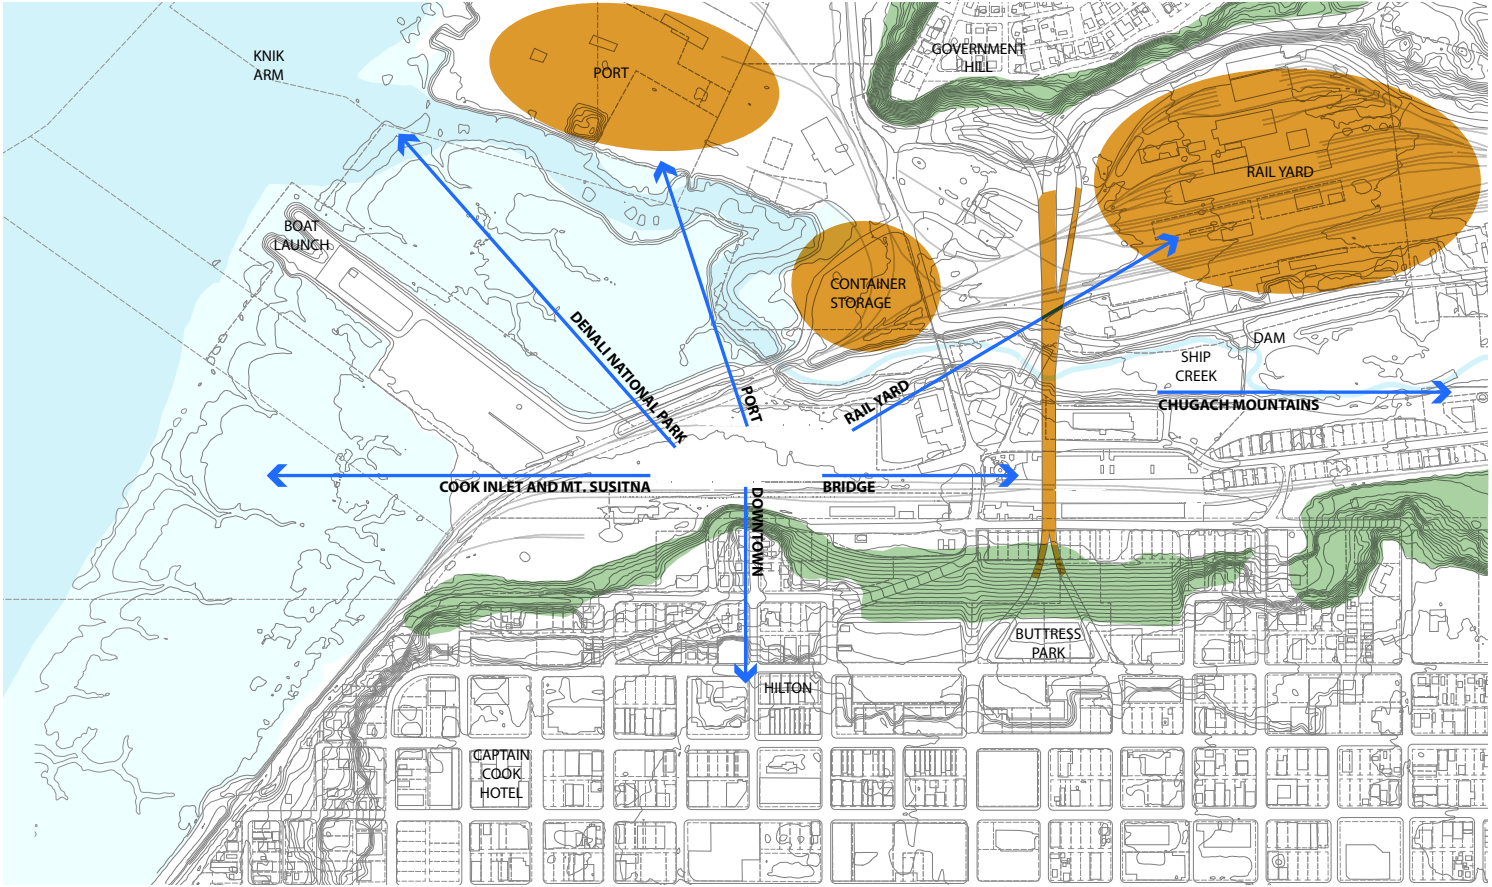 KNIK
ARM
PORT
GOVERNMENT
HILL
RAIL YARD
BOAT
LAUNCH
CONTAINER
STORAGE
DENALI NATIONAL PARK
PORT
RAIL YARD
DAM
SHIP
CREEK
CHUGACH MOUNTAINS
COOK INLET AND MT. SUSITNA
BRIDGE
DOWNTOWN
BUTTRESS
PARK
HILTON
CAPTAIN
COOK
HOTEL